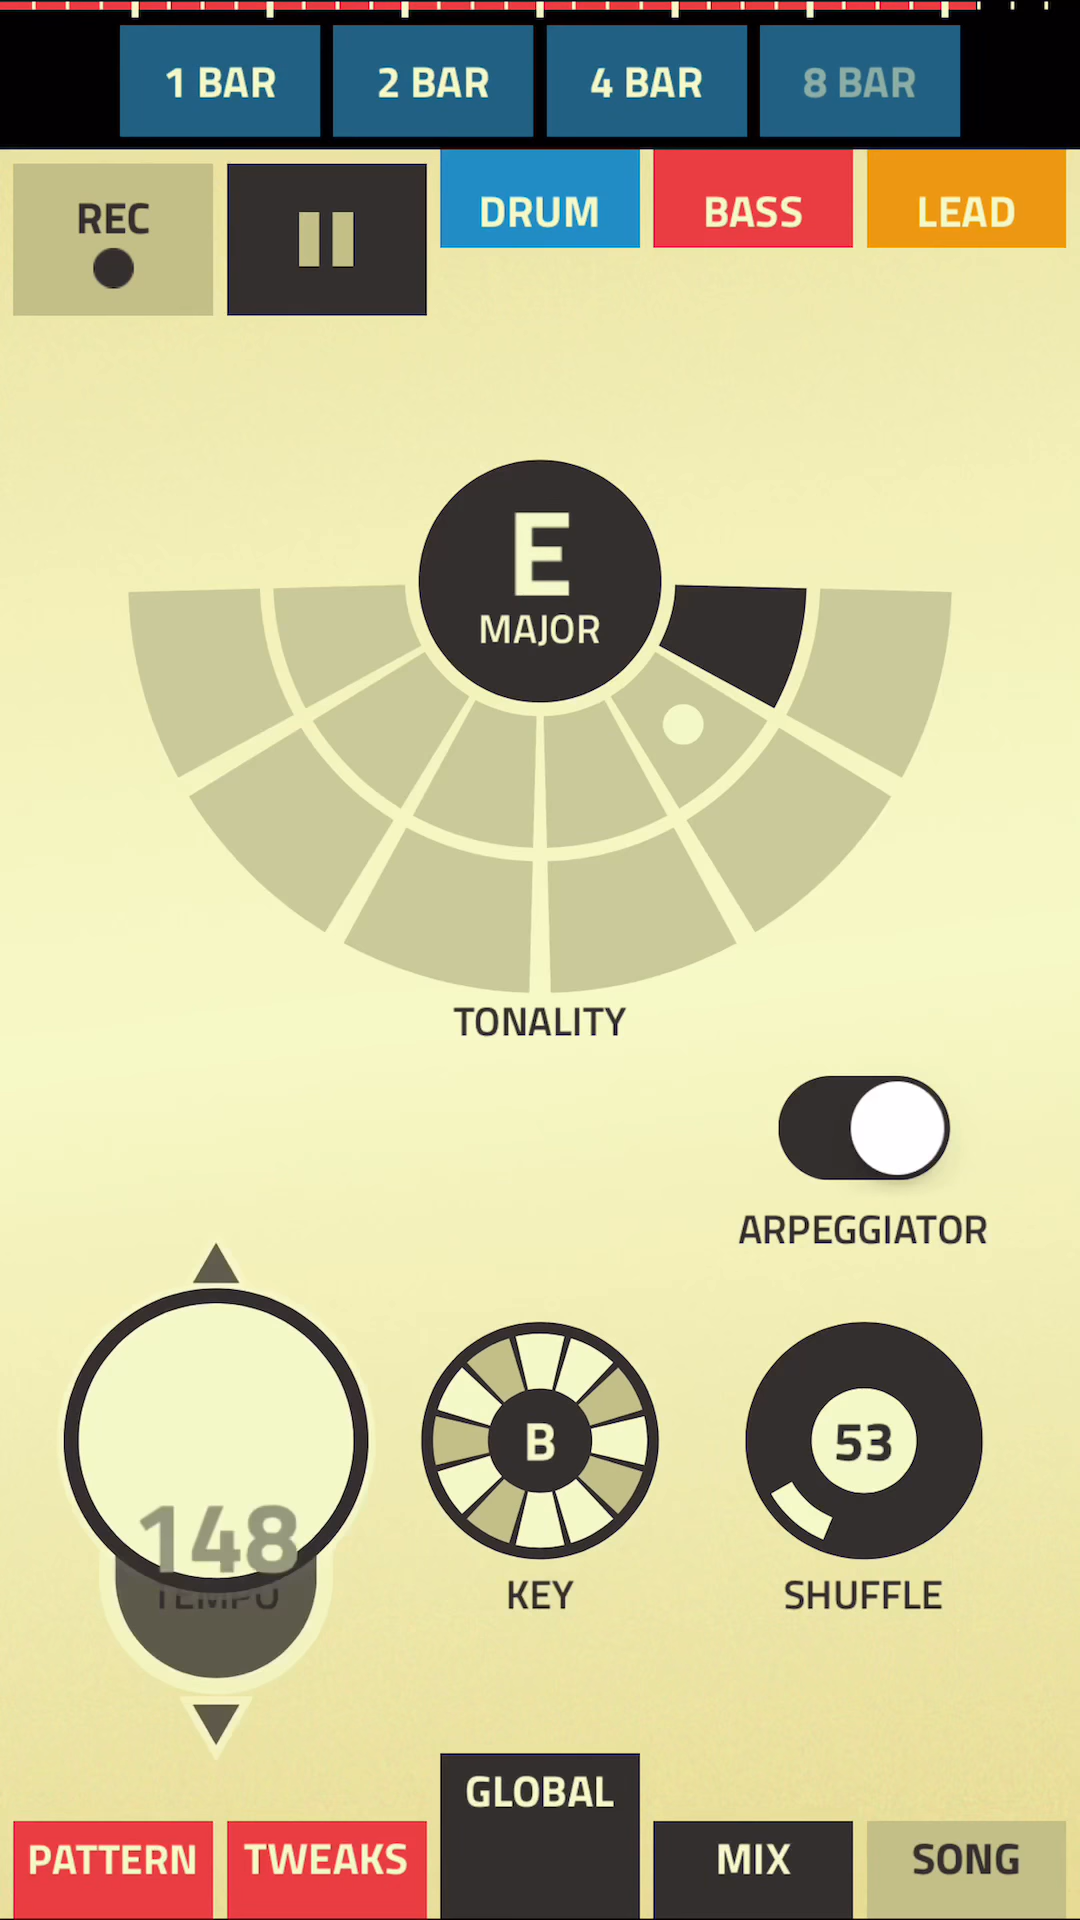 1 BAR 2 BAR 4 BAR 8 BAR
REC DRUM BASS LEAD
E
MAJOR
TONALITY
ARPEGGIATOR
148 B 53
TEMPO KEY SHUFFLE
GLOBAL
PATTERN TWEAKS MIX SONG